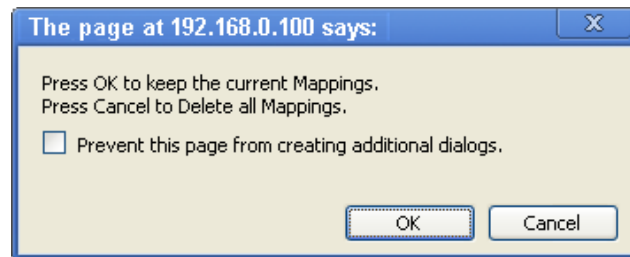 The page at 192.168.0.100 says:
X
Press OK to keep the current Mappings.
Press Cancel to Delete all Mappings.
Prevent this page from creating additional dialogs.
OK
Cancel